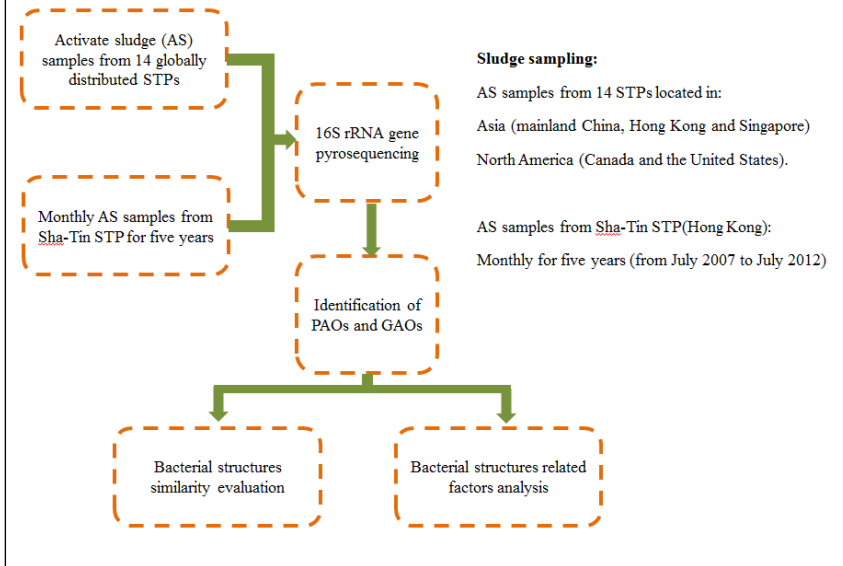 Activate sludge (AS)
samples from 14 globally
distributed STPs
Monthly AS samples from
Sha-Tin STP for five years
16S rRNA gene
pyrosequencing
Identification of
PAOs and GAOs
Bacterial structures
similarity evaluation
Bacterial structures related
factors analysis
Sludge sampling:
AS samples from 14 STPs located in:
Asia (mainland China, Hong Kong and Singapore)
North America (Canada and the United States).
AS samples from Sha-Tin STP(Hong Kong):
Monthly for five years (from July 2007 to July 2012)